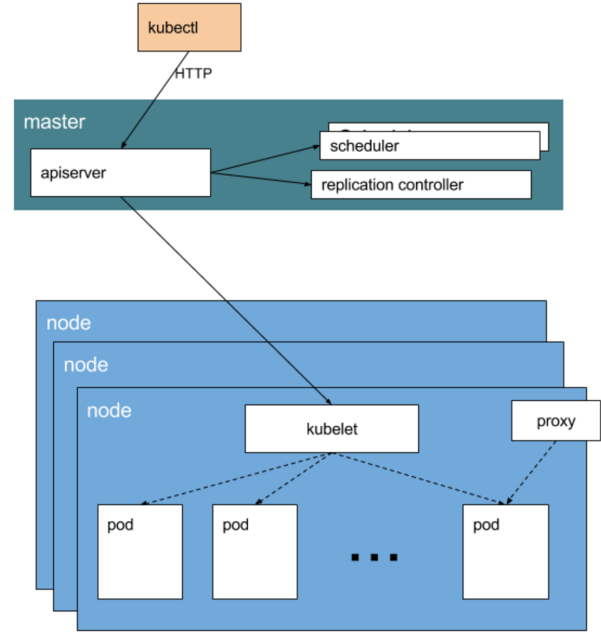 kubectl
HTTP
master
scheduler
apiserver
replication controller
node
node
node
kubelet
proxy
pod
pod
...
pod